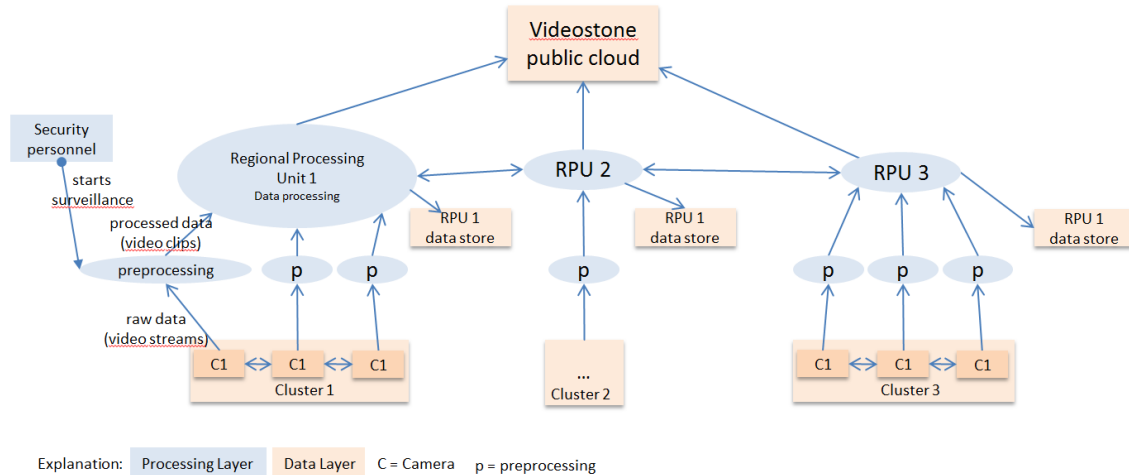 Videostone
public cloud
Security
personnel
starts
surveillance
Regional Processing
Unit 1
Data processing
RPU 2
RPU 3
processed data
(video clips)
RPU 1
data store
RPU 1
data store
RPU 1
data store
preprocessing
p
p
p
p
p
p
raw data
(video streams)
C1
C1
C1
Cluster 1
...
Cluster 2
C1
C1
C1
Cluster 3
Explanation: Processing Layer Data Layer C = Camera p = preprocessing